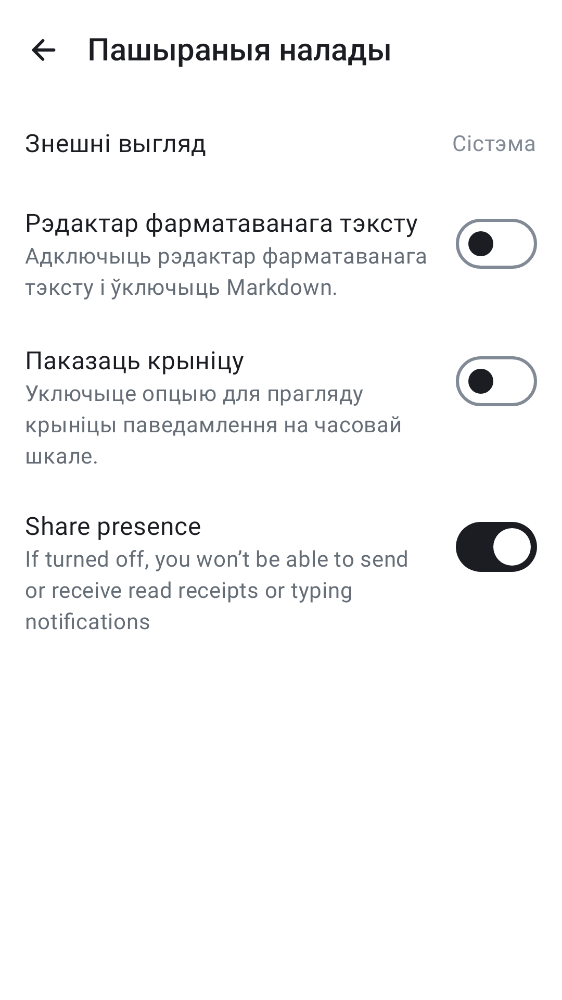 Пашыраныя налады
Знешні выгляд
Сістэма
Рэдактар фарматаванага тэксту
Адключыць рэдактар фарматаванага
тэксту і ўключыць Markdown.
Паказаць крыніцу
Уключыце опцыю для прагляду
крыніцы паведамлення на часовай
шкале.
Share presence
If turned off, you won’t be able to send
or receive read receipts or typing
notifications